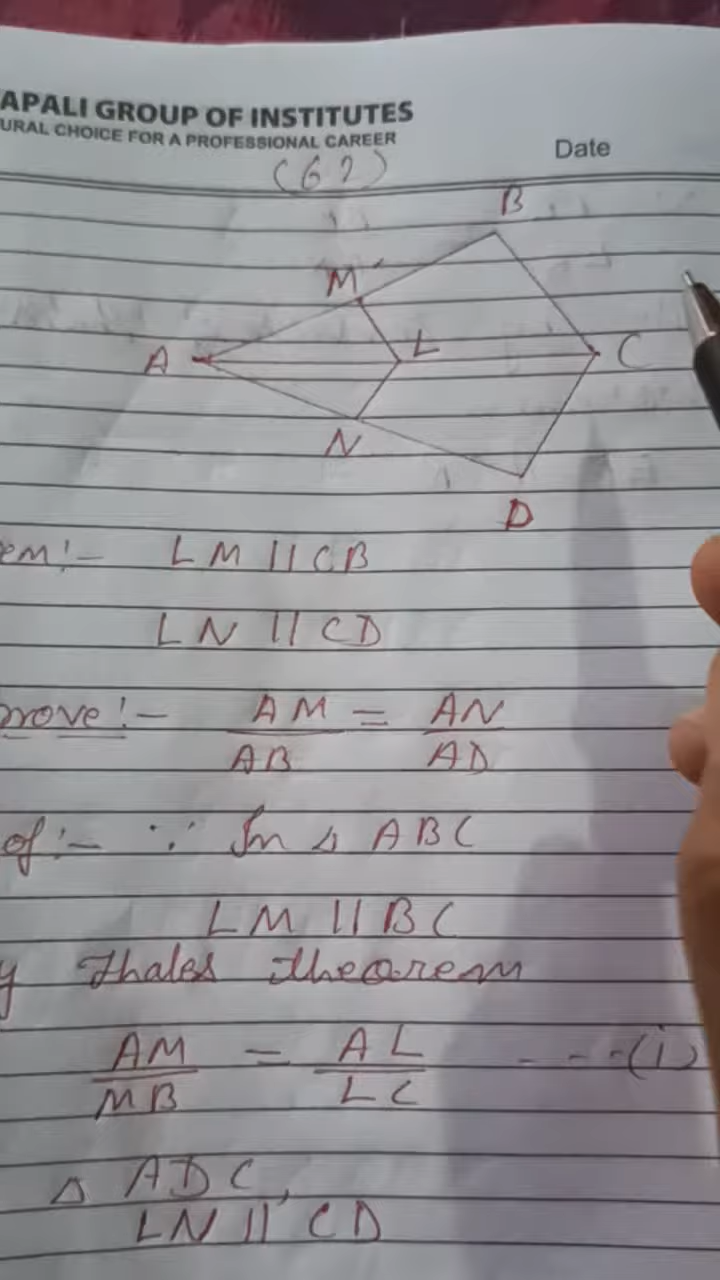 APALI GROUP OF INSTITUTES
URAL CHOICE FOR A PROFESSIONAL CAREER
Date
(62)
B
M
A
L
C
N
D
em:- LM || CB
LN || CD
prove:- AM/AB = AN/AD
of:- ∵ In △ ABC
LM || BC
y Thales theorem
AM/MB = AL/LC ---(i)
△ ADC,
LN || CD